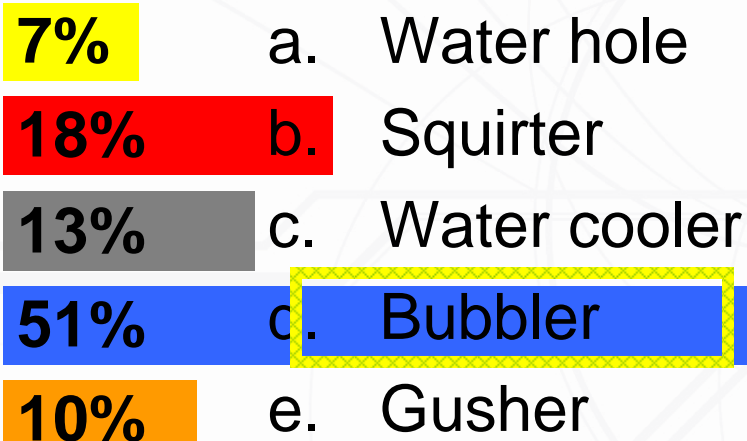 7% a. Water hole
18% b. Squirter
13% c. Water cooler
51% d. Bubbler
10% e. Gusher